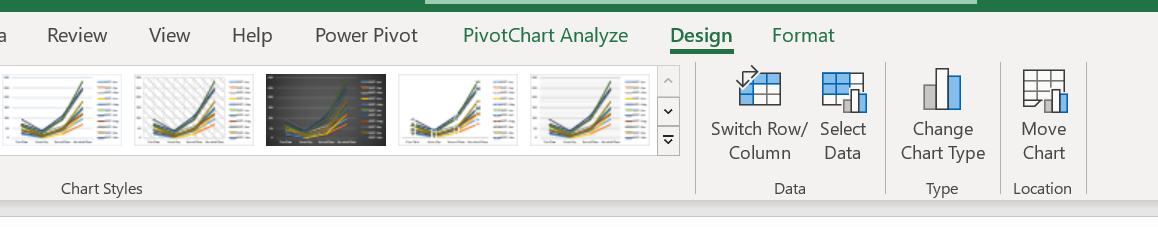 a Review View Help Power Pivot PivotChart Analyze Design Format
Switch Row/
Column
Select
Data
Change
Chart Type
Move
Chart
Chart Styles Data Type Location